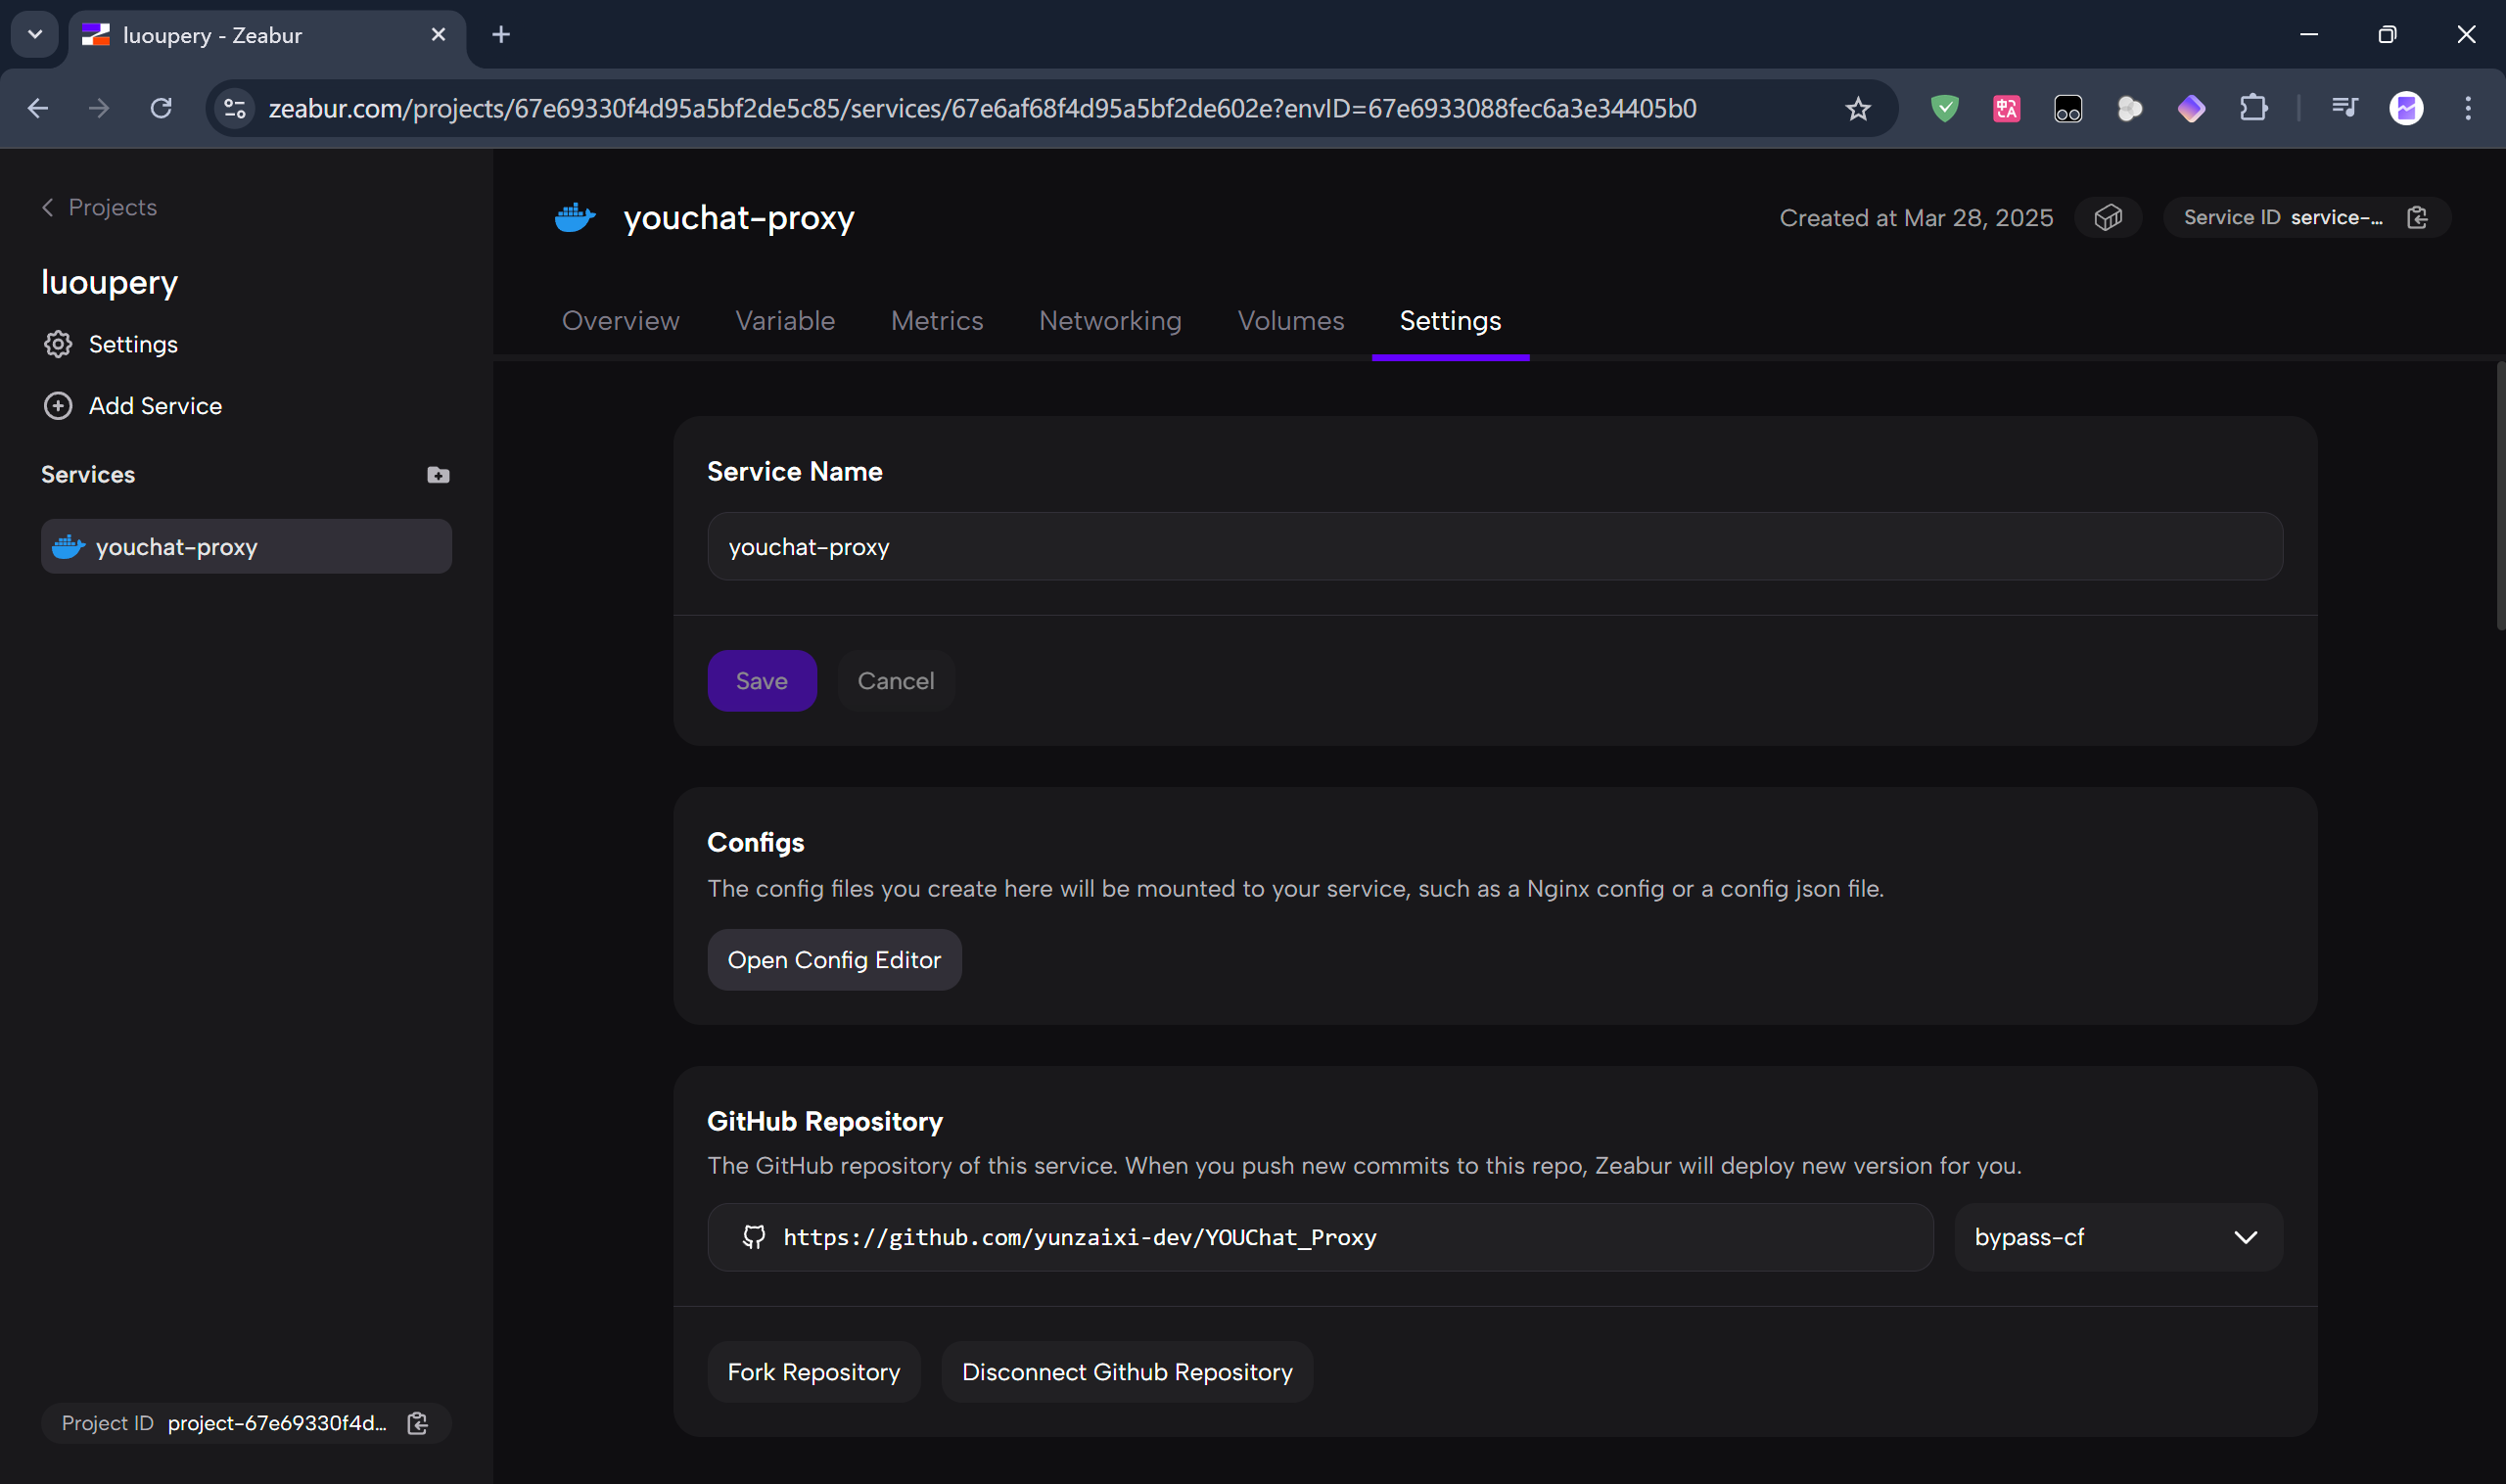 luoupery - Zeabur
zeabur.com/projects/67e69330f4d95a5bf2de5c85/services/67e6af68f4d95a5bf2de602e?envID=67e6933088fec6a3e34405b0
Projects
luoupery
Settings
Add Service
Services
youchat-proxy
Project ID project-67e69330f4d...
youchat-proxy
Created at Mar 28, 2025
Service ID service-...
Overview
Variable
Metrics
Networking
Volumes
Settings
Service Name
youchat-proxy
Save
Cancel
Configs
The config files you create here will be mounted to your service, such as a Nginx config or a config json file.
Open Config Editor
GitHub Repository
The GitHub repository of this service. When you push new commits to this repo, Zeabur will deploy new version for you.
https://github.com/yunzaixi-dev/YOUChat_Proxy
bypass-cf
Fork Repository
Disconnect Github Repository